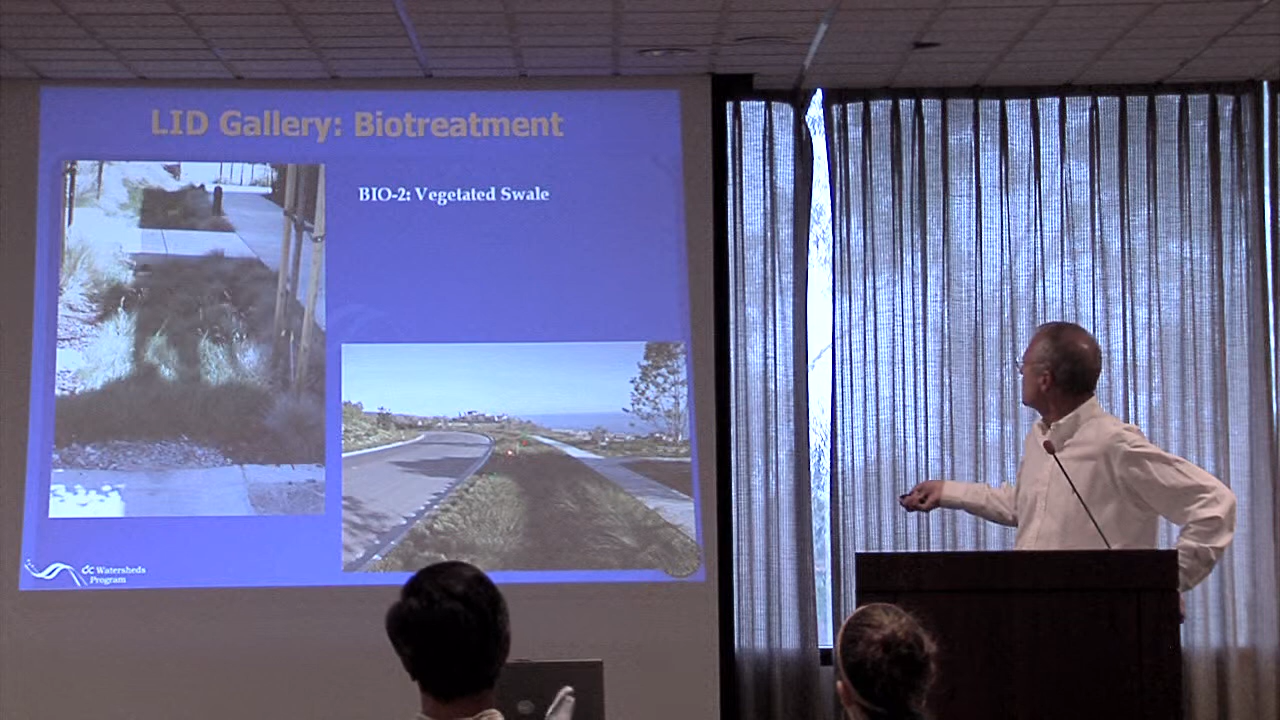 LID Gallery: Biotreatment
BIO-2: Vegetated Swale
OC Watersheds
Program